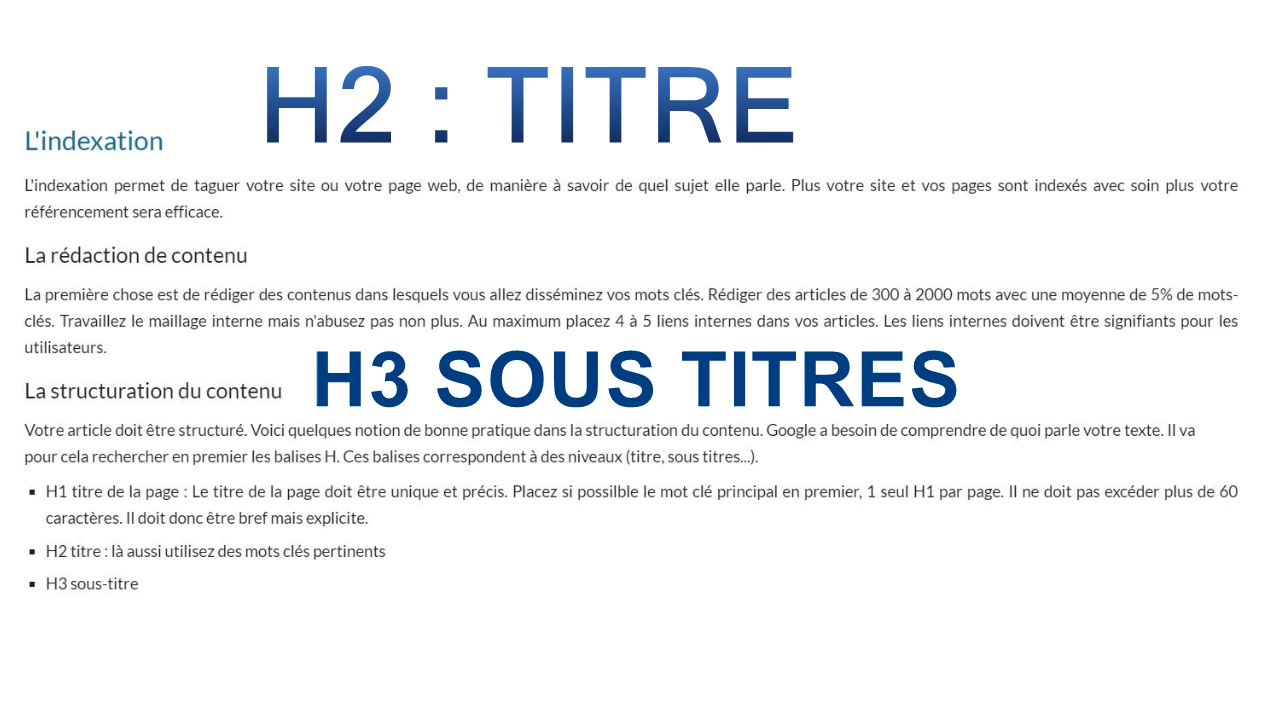 H2 : TITRE
L'indexation
L'indexation permet de taguer votre site ou votre page web, de manière à savoir de quel sujet elle parle. Plus votre site et vos pages sont indexés avec soin plus votre
référencement sera efficace.
La rédaction de contenu
La première chose est de rédiger des contenus dans lesquels vous allez disséminez vos mots clés. Rédiger des articles de 300 à 2000 mots avec une moyenne de 5% de mots-
clés. Travaillez le maillage interne mais n'abusez pas non plus. Au maximum placez 4 à 5 liens internes dans vos articles. Les liens internes doivent être signifiants pour les
utilisateurs.
H3 SOUS TITRES
La structuration du contenu
Votre article doit être structuré. Voici quelques notion de bonne pratique dans la structuration du contenu. Google a besoin de comprendre de quoi parle votre texte. Il va
pour cela rechercher en premier les balises H. Ces balises correspondent à des niveaux (titre, sous titres...).
▪ H1 titre de la page : Le titre de la page doit être unique et précis. Placez si possilble le mot clé principal en premier, 1 seul H1 par page. Il ne doit pas excéder plus de 60
caractères. Il doit donc être bref mais explicite.
▪ H2 titre : là aussi utilisez des mots clés pertinents
▪ H3 sous-titre